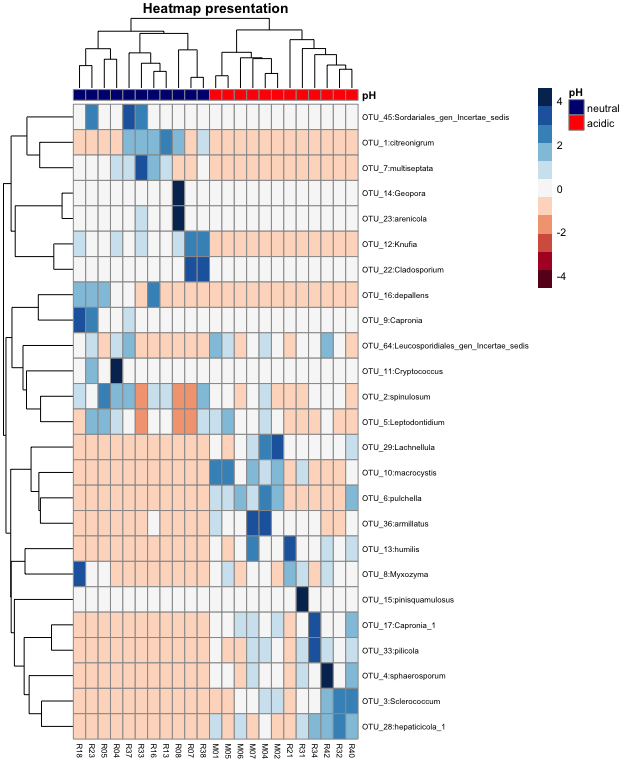 Heatmap presentation
pH
pH
4
2
0
-2
-4
neutral
acidic
OTU_45:Sordariales_gen_Incertae_sedis
OTU_1:citreonigrum
OTU_7:multiseptata
OTU_14:Geopora
OTU_23:arenicola
OTU_12:Knufia
OTU_22:Cladosporium
OTU_16:depallens
OTU_9:Capronia
OTU_64:Leucosporidiales_gen_Incertae_sedis
OTU_11:Cryptococcus
OTU_2:spinulosum
OTU_5:Leptodontidium
OTU_29:Lachnellula
OTU_10:macrocystis
OTU_6:pulchella
OTU_36:armillatus
OTU_13:humilis
OTU_8:Myxozyma
OTU_15:pinisquamulosus
OTU_17:Capronia_1
OTU_33:pilicola
OTU_4:sphaerosporum
OTU_3:Sclerococcum
OTU_28:hepaticicola_1
R18 R23 R05 R04 R37 R33 R16 R13 R08 R07 R38 M01 M05 M06 M07 M04 M02 R21 R31 R34 R42 R32 R40